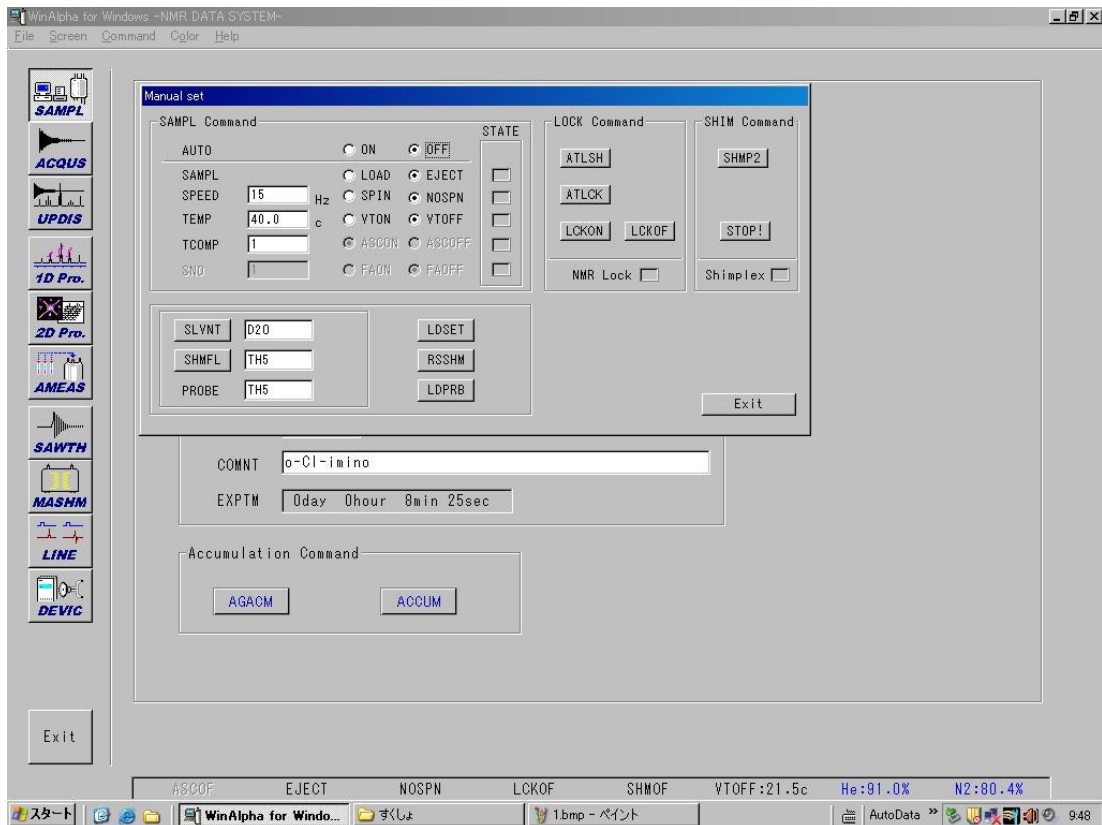 WinAlpha for Windows -NMR DATA SYSTEM-
File Screen Command Color Help
SAMPL
ACQUS
UPDIS
1D Pro.
2D Pro.
AMEAS
SAWTH
MASHM
LINE
DEVIC
Exit
Manual set
SAMPL Command
STATE
AUTO ON OFF
SAMPL LOAD EJECT
SPEED 15 Hz SPIN NOSPN
TEMP 40.0 c VTON VTOFF
TCOMP 1 ASCON ASCOFF
SNO 1 FAON FAOFF
LOCK Command
ATLSH
ATLCK
LCKON LCKOF
NMR Lock
SHIM Command
SHMP2
STOP!
Shimplex
SLVNT D2O LDSET
SHMFL TH5 RSSHM
PROBE TH5 LDPRB
Exit
COMNT o-Cl-imino
EXPTM 0day 0hour 8min 25sec
Accumulation Command
AGACM ACCUM
ASCOF EJECT NOSPN LCKOF SHMOF VTOFF:21.5c He:91.0% N2:80.4%
スタート WinAlpha for Windo... すくしょ 1.bmp - ペイント AutoData » 9:48